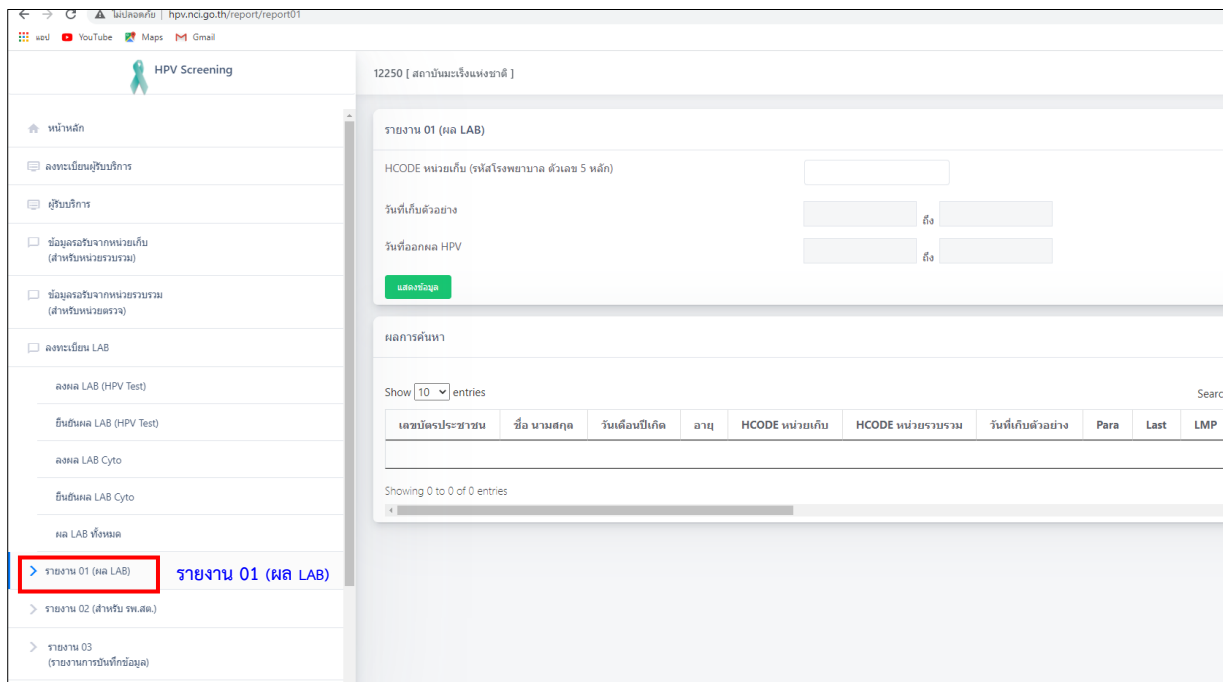 ไม่ปลอดภัย | hpv.nci.go.th/report/report01
แอป YouTube Maps Gmail
HPV Screening
12250 [ สถาบันมะเร็งแห่งชาติ ]
หน้าหลัก
ลงทะเบียนผู้รับบริการ
ผู้รับบริการ
ข้อมูลรอรับจากหน่วยเก็บ
(สำหรับหน่วยรวบรวม)
ข้อมูลรอรับจากหน่วยรวบรวม
(สำหรับหน่วยตรวจ)
ลงทะเบียน LAB
ลงผล LAB (HPV Test)
ยืนยันผล LAB (HPV Test)
ลงผล LAB Cyto
ยืนยันผล LAB Cyto
ผล LAB ทั้งหมด
รายงาน 01 (ผล LAB)
รายงาน 01 (ผล LAB)
รายงาน 02 (สำหรับ รพ.สต.)
รายงาน 03
(รายงานการบันทึกข้อมูล)
รายงาน 01 (ผล LAB)
HCODE หน่วยเก็บ (รหัสโรงพยาบาล ตัวเลข 5 หลัก)
วันที่เก็บตัวอย่าง ถึง
วันที่ออกผล HPV ถึง
แสดงข้อมูล
ผลการค้นหา
Show 10 entries Searc
เลขบัตรประชาชน ชื่อ นามสกุล วันเดือนปีเกิด อายุ HCODE หน่วยเก็บ HCODE หน่วยรวบรวม วันที่เก็บตัวอย่าง Para Last LMP
Showing 0 to 0 of 0 entries